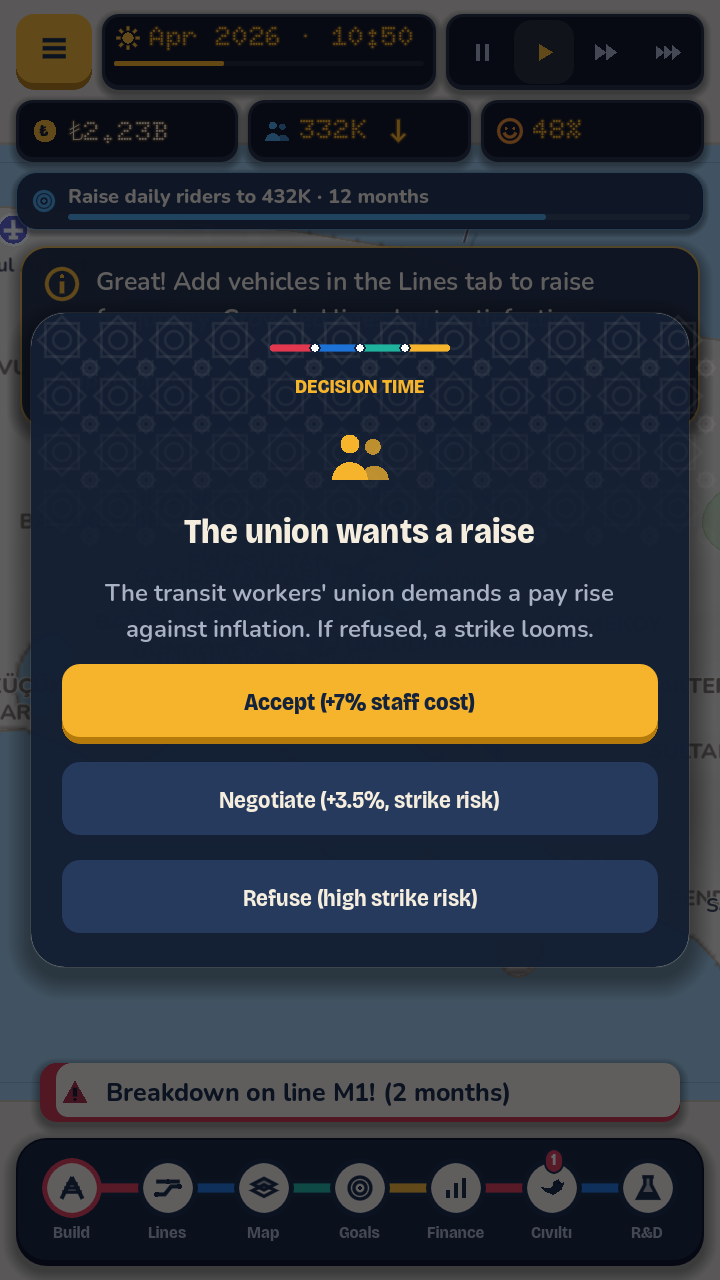 Apr 2026 · 10:50
₺2.23B
332K
48%
Raise daily riders to 432K · 12 months
Great! Add vehicles in the Lines tab to raise
DECISION TIME
The union wants a raise
The transit workers' union demands a pay rise
against inflation. If refused, a strike looms.
Accept (+7% staff cost)
Negotiate (+3.5%, strike risk)
Refuse (high strike risk)
Breakdown on line M1! (2 months)
1
Build
Lines
Map
Goals
Finance
Cıvıltı
R&D